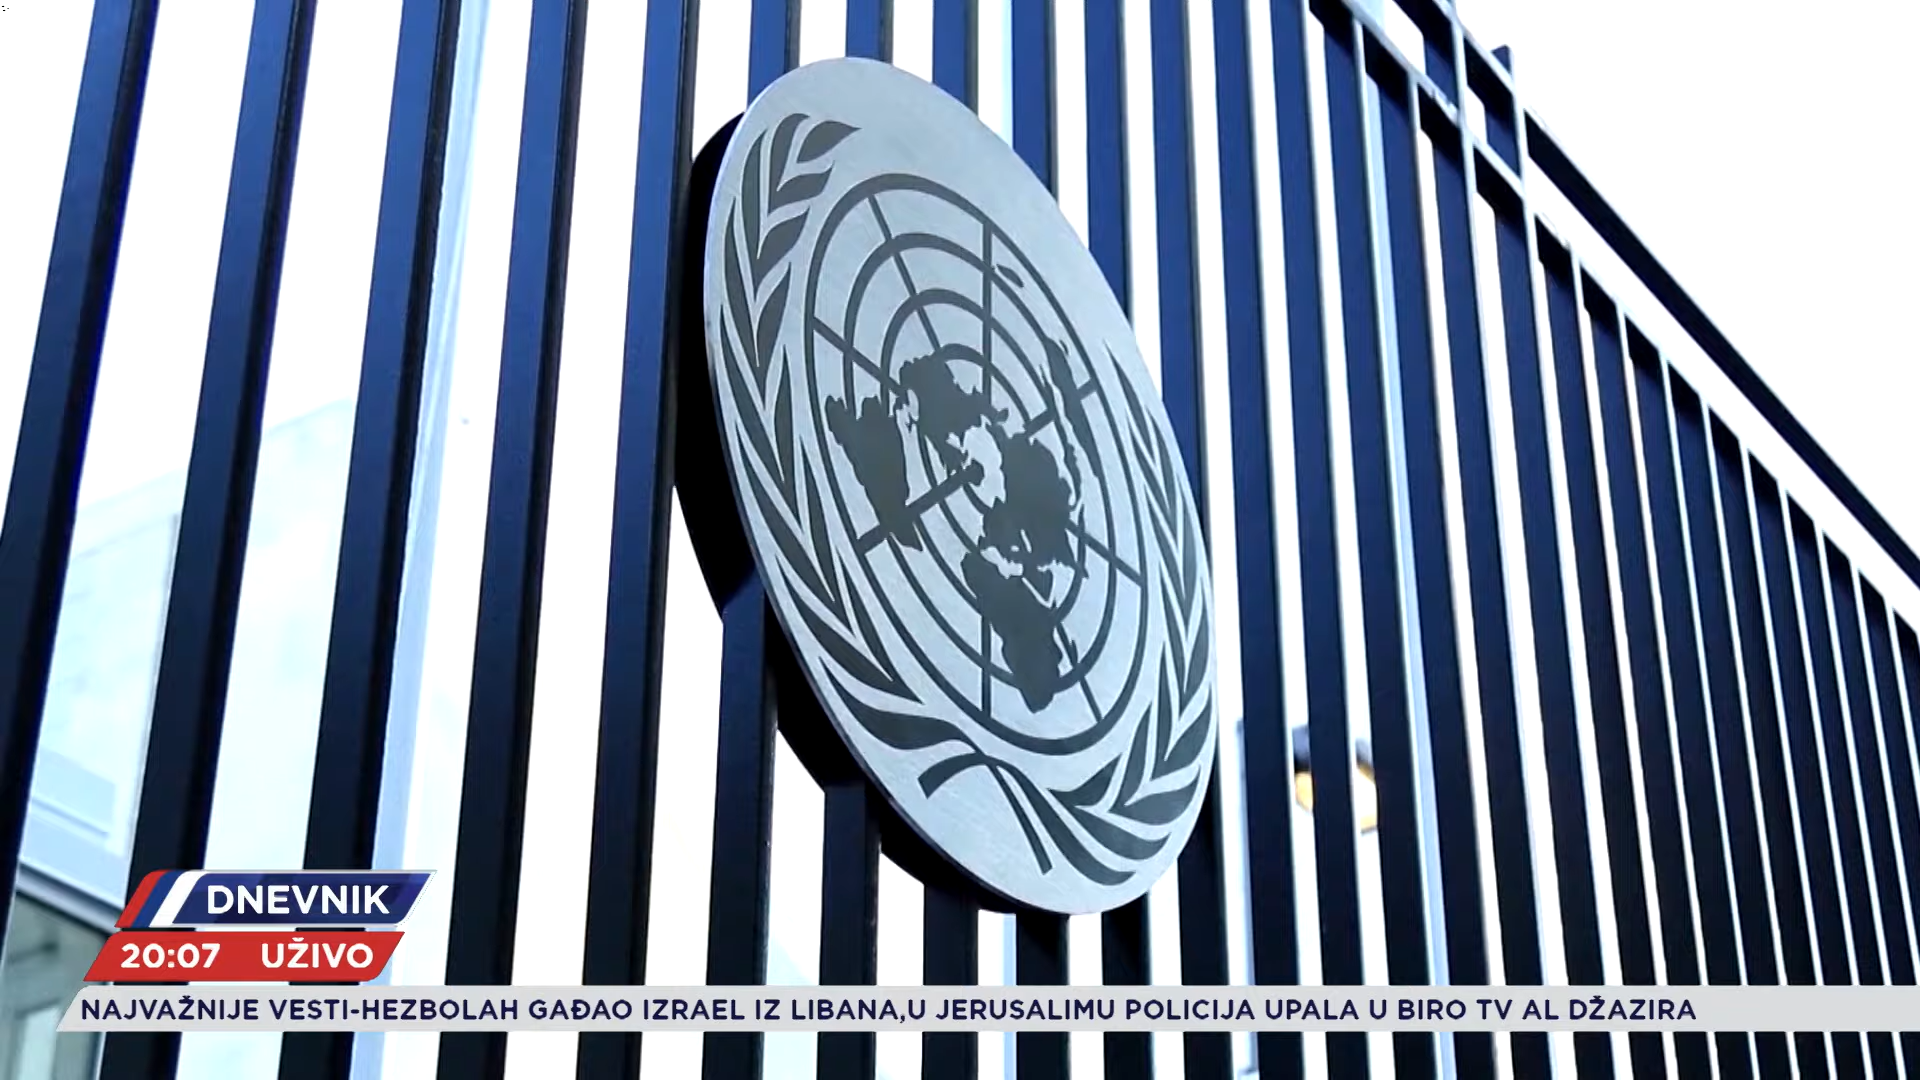 DNEVNIK
20:07 UŽIVO
NAJVAŽNIJE VESTI-HEZBOLAH GAĐAO IZRAEL IZ LIBANA,U JERUSALIMU POLICIJA UPALA U BIRO TV AL DŽAZIRA